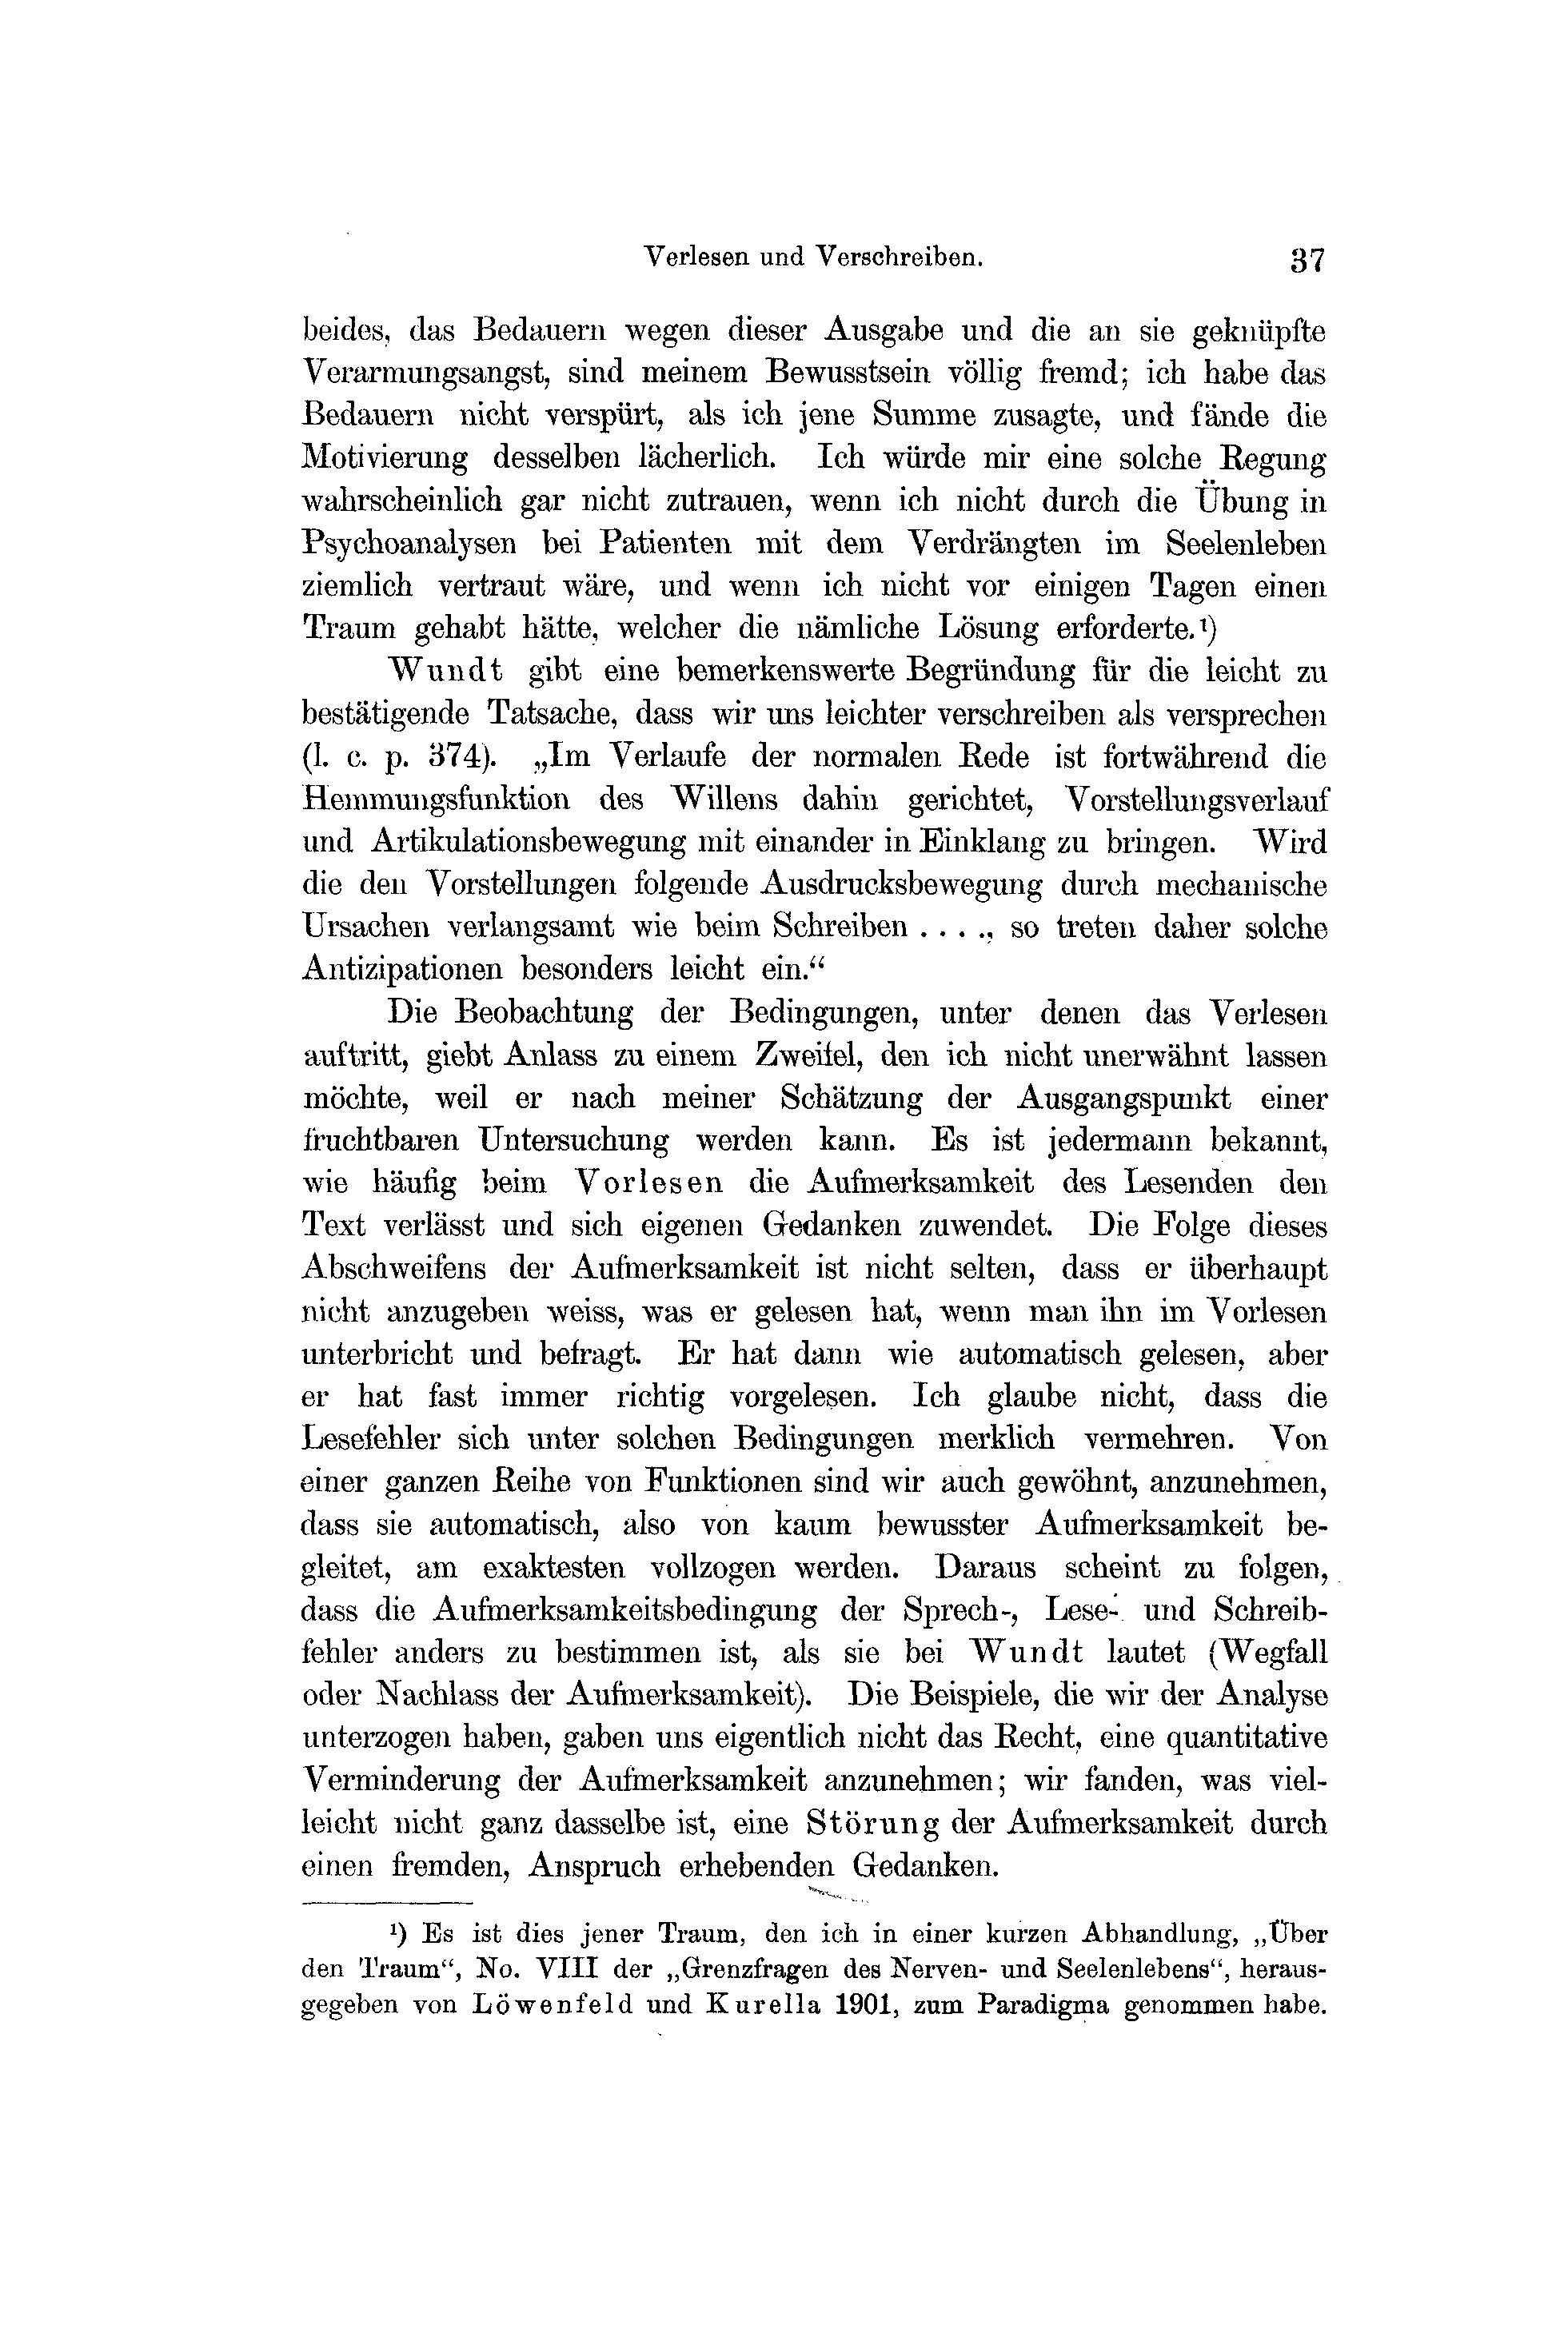 Verlesen und Verschreiben. 37
beides, das Bedauern wegen dieser Ausgabe und die an sie geknüpfte
Verarmungsangst, sind meinem Bewusstsein völlig fremd; ich habe das
Bedauern nicht verspürt, als ich jene Summe zusagte, und fände die
Motivierung desselben lächerlich. Ich würde mir eine solche Regung
wahrscheinlich gar nicht zutrauen, wenn ich nicht durch die Übung in
Psychoanalysen bei Patienten mit dem Verdrängten im Seelenleben
ziemlich vertraut wäre, und wenn ich nicht vor einigen Tagen einen
Traum gehabt hätte, welcher die nämliche Lösung erforderte.¹)
Wundt gibt eine bemerkenswerte Begründung für die leicht zu
bestätigende Tatsache, dass wir uns leichter verschreiben als versprechen
(l. c. p. 374). „Im Verlaufe der normalen Rede ist fortwährend die
Hemmungsfunktion des Willens dahin gerichtet, Vorstellungsverlauf
und Artikulationsbewegung mit einander in Einklang zu bringen. Wird
die den Vorstellungen folgende Ausdrucksbewegung durch mechanische
Ursachen verlangsamt wie beim Schreiben . . . ., so treten daher solche
Antizipationen besonders leicht ein.“
Die Beobachtung der Bedingungen, unter denen das Verlesen
auftritt, giebt Anlass zu einem Zweifel, den ich nicht unerwähnt lassen
möchte, weil er nach meiner Schätzung der Ausgangspunkt einer
fruchtbaren Untersuchung werden kann. Es ist jedermann bekannt,
wie häufig beim Vorlesen die Aufmerksamkeit des Lesenden den
Text verlässt und sich eigenen Gedanken zuwendet. Die Folge dieses
Abschweifens der Aufmerksamkeit ist nicht selten, dass er überhaupt
nicht anzugeben weiss, was er gelesen hat, wenn man ihn im Vorlesen
unterbricht und befragt. Er hat dann wie automatisch gelesen, aber
er hat fast immer richtig vorgelesen. Ich glaube nicht, dass die
Lesefehler sich unter solchen Bedingungen merklich vermehren. Von
einer ganzen Reihe von Funktionen sind wir auch gewöhnt, anzunehmen,
dass sie automatisch, also von kaum bewusster Aufmerksamkeit be-
gleitet, am exaktesten vollzogen werden. Daraus scheint zu folgen,
dass die Aufmerksamkeitsbedingung der Sprech-, Lese- und Schreib-
fehler anders zu bestimmen ist, als sie bei Wundt lautet (Wegfall
oder Nachlass der Aufmerksamkeit). Die Beispiele, die wir der Analyse
unterzogen haben, gaben uns eigentlich nicht das Recht, eine quantitative
Verminderung der Aufmerksamkeit anzunehmen; wir fanden, was viel-
leicht nicht ganz dasselbe ist, eine Störung der Aufmerksamkeit durch
einen fremden, Anspruch erhebenden Gedanken.
¹) Es ist dies jener Traum, den ich in einer kurzen Abhandlung, „Über
den Traum“, No. VIII der „Grenzfragen des Nerven- und Seelenlebens“, heraus-
gegeben von Löwenfeld und Kurella 1901, zum Paradigma genommen habe.